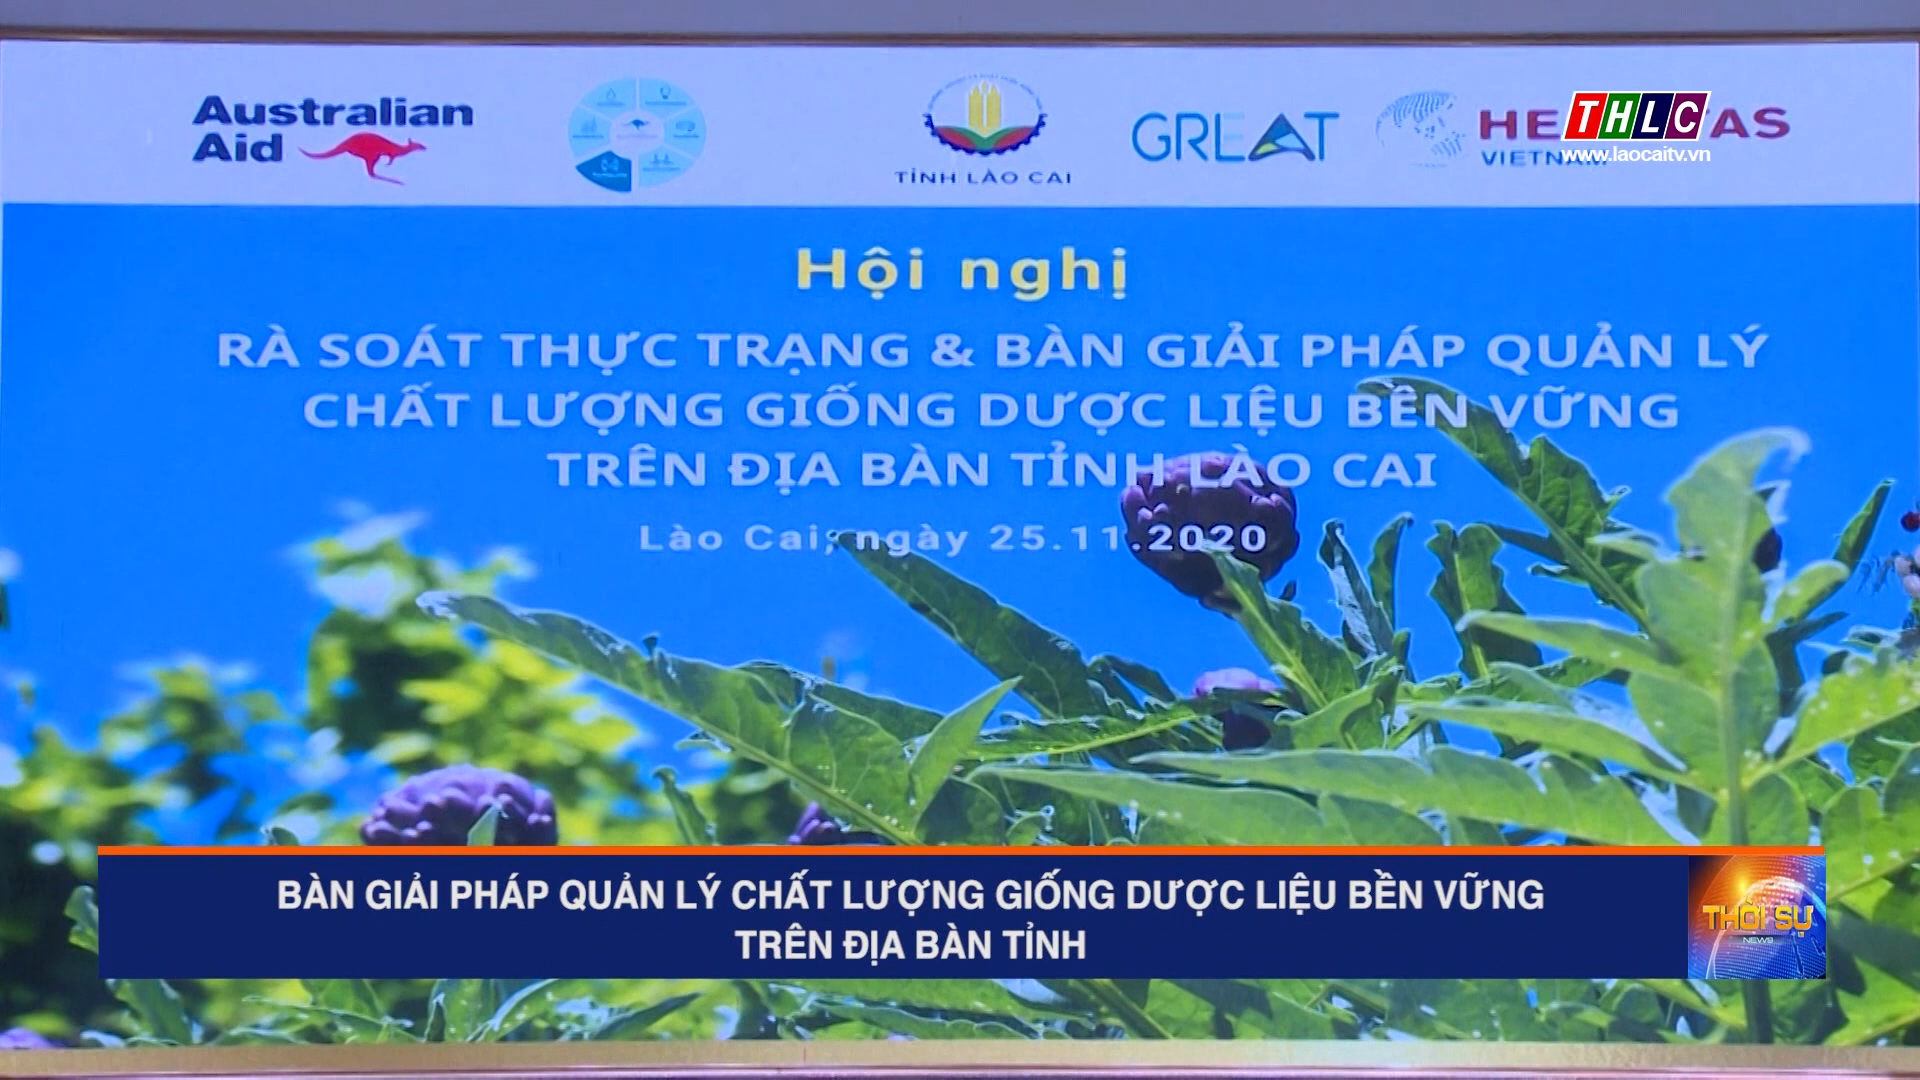 Australian
Aid
TỈNH LÀO CAI
GREAT
THLC
www.laocaitv.vn
VIETNAM
Hội nghị
RÀ SOÁT THỰC TRẠNG & BÀN GIẢI PHÁP QUẢN LÝ
CHẤT LƯỢNG GIỐNG DƯỢC LIỆU BỀN VỮNG
TRÊN ĐỊA BÀN TỈNH LÀO CAI
Lào Cai, ngày 25.11.2020
BÀN GIẢI PHÁP QUẢN LÝ CHẤT LƯỢNG GIỐNG DƯỢC LIỆU BỀN VỮNG
TRÊN ĐỊA BÀN TỈNH
THỜI SỰ
NEWS